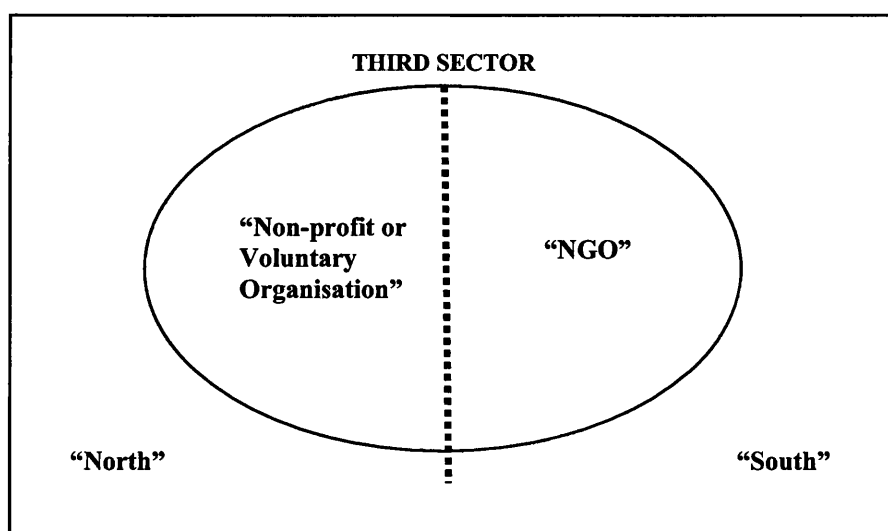 THIRD SECTOR
“Non-profit or
Voluntary
Organisation”
“NGO”
“North”
“South”